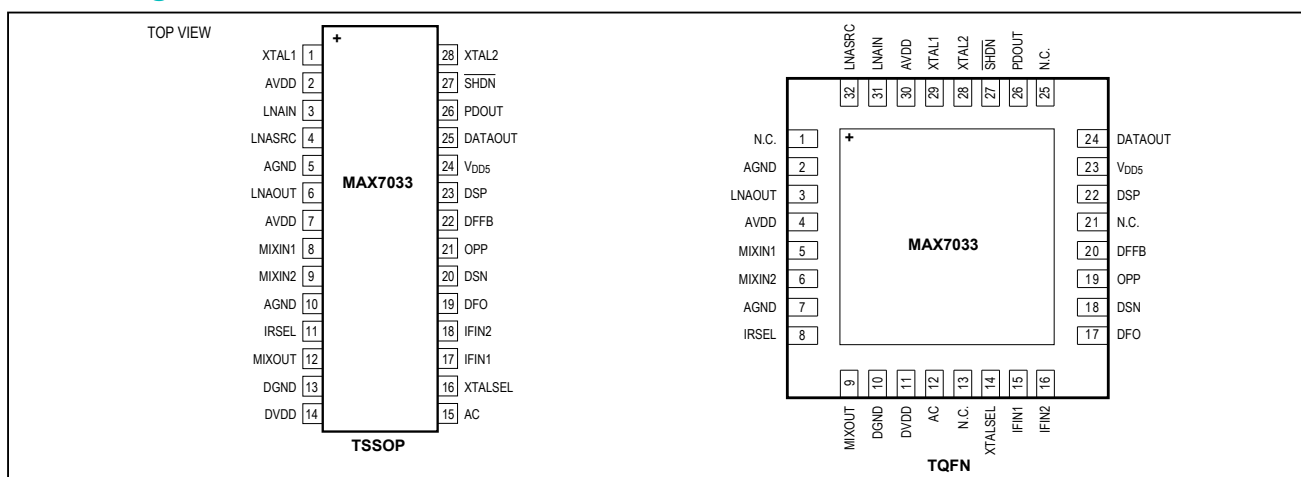 TOP VIEW
+
XTAL1 1
AVDD 2
LNAIN 3
LNASRC 4
AGND 5
LNAOUT 6
AVDD 7
MIXIN1 8
MIXIN2 9
AGND 10
IRSEL 11
MIXOUT 12
DGND 13
DVDD 14
MAX7033
28 XTAL2
27 SHDN
26 PDOUT
25 DATAOUT
24 VDD5
23 DSP
22 DFFB
21 OPP
20 DSN
19 DFO
18 IFIN2
17 IFIN1
16 XTALSEL
15 AC
TSSOP
LNASRC 32
LNAIN 31
AVDD 30
XTAL1 29
XTAL2 28
SHDN 27
PDOUT 26
N.C. 25
N.C. 1
AGND 2
LNAOUT 3
AVDD 4
MIXIN1 5
MIXIN2 6
AGND 7
IRSEL 8
+
MAX7033
24 DATAOUT
23 VDD5
22 DSP
21 N.C.
20 DFFB
19 OPP
18 DSN
17 DFO
MIXOUT 9
DGND 10
DVDD 11
AC 12
N.C. 13
XTALSEL 14
IFIN1 15
IFIN2 16
TQFN